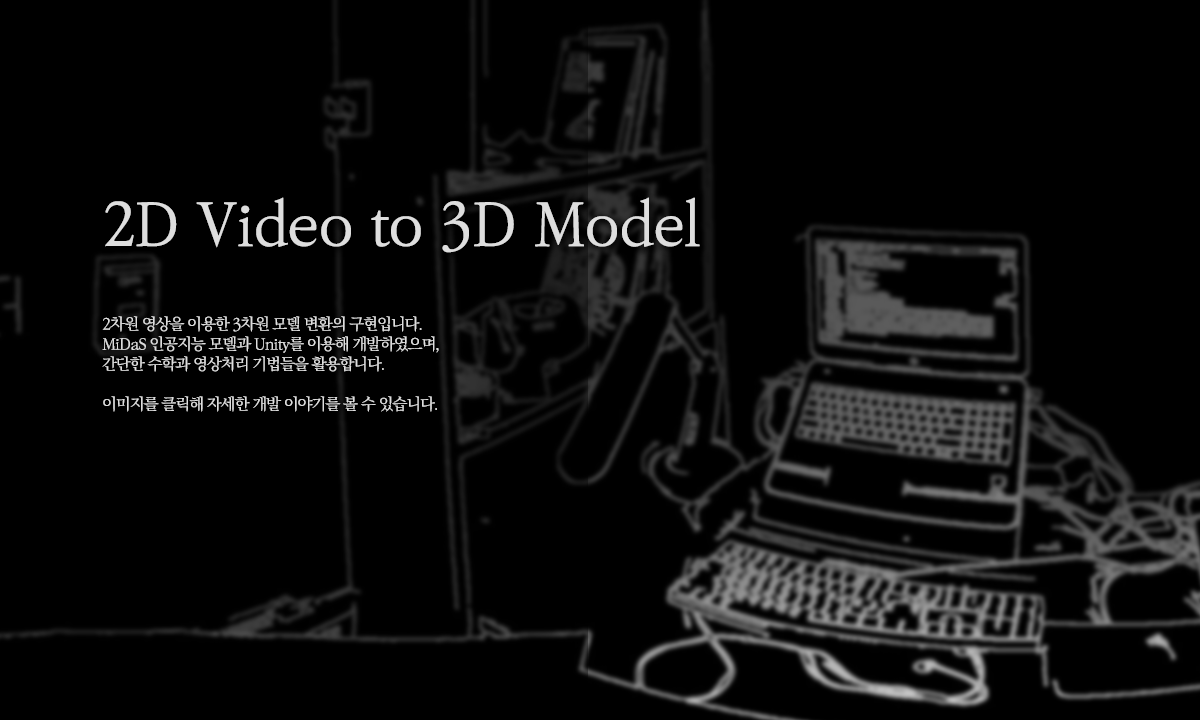 2D Video to 3D Model
2차원 영상을 이용한 3차원 모델 변환의 구현입니다.
MiDaS 인공지능 모델과 Unity를 이용해 개발하였으며,
간단한 수학과 영상처리 기법들을 활용합니다.
이미지를 클릭해 자세한 개발 이야기를 볼 수 있습니다.